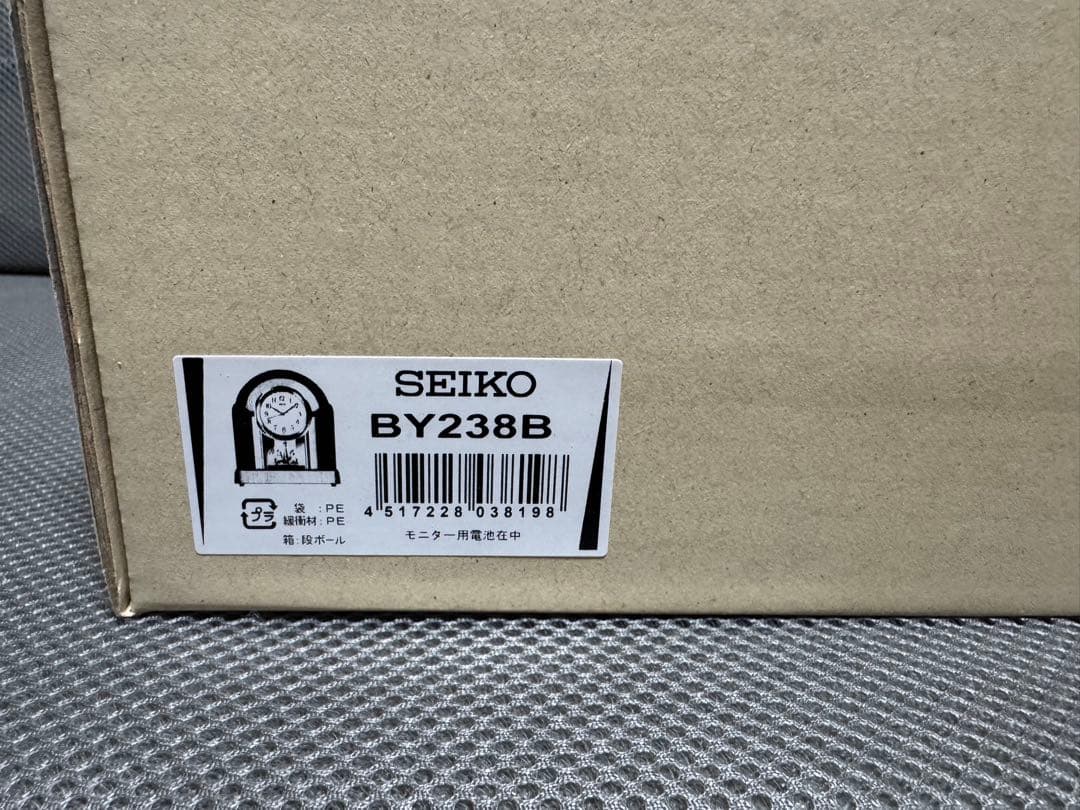 SEIKO
BY238B
4 517228 038198
プラ
袋 :PE
緩衝材:PE
箱:段ボール
モニター用電池在中